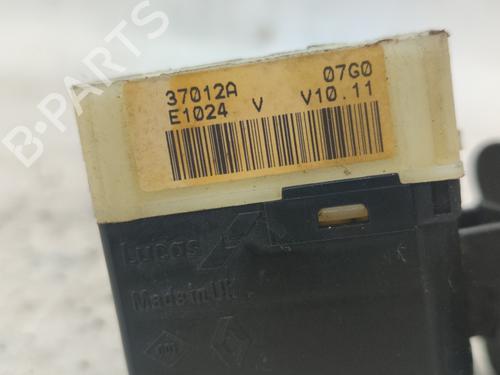 37012A 07G0
E1024 V V10.11
Lucas
Made in UK
B-PARTS